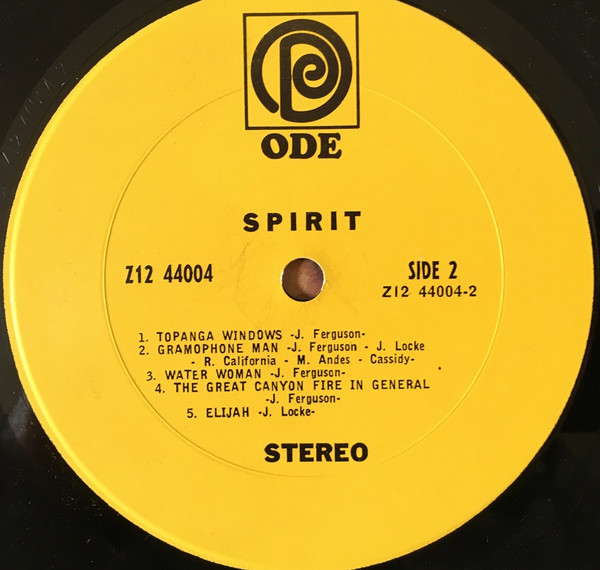 ODE
SPIRIT
Z12 44004
SIDE 2
Z12 44004-2
1. TOPANGA WINDOWS -J. Ferguson-
2. GRAMOPHONE MAN -J. Ferguson - J. Locke
- R. California - M. Andes - Cassidy-
3. WATER WOMAN -J. Ferguson-
4. THE GREAT CANYON FIRE IN GENERAL
-J. Ferguson-
5. ELIJAH -J. Locke-
STEREO